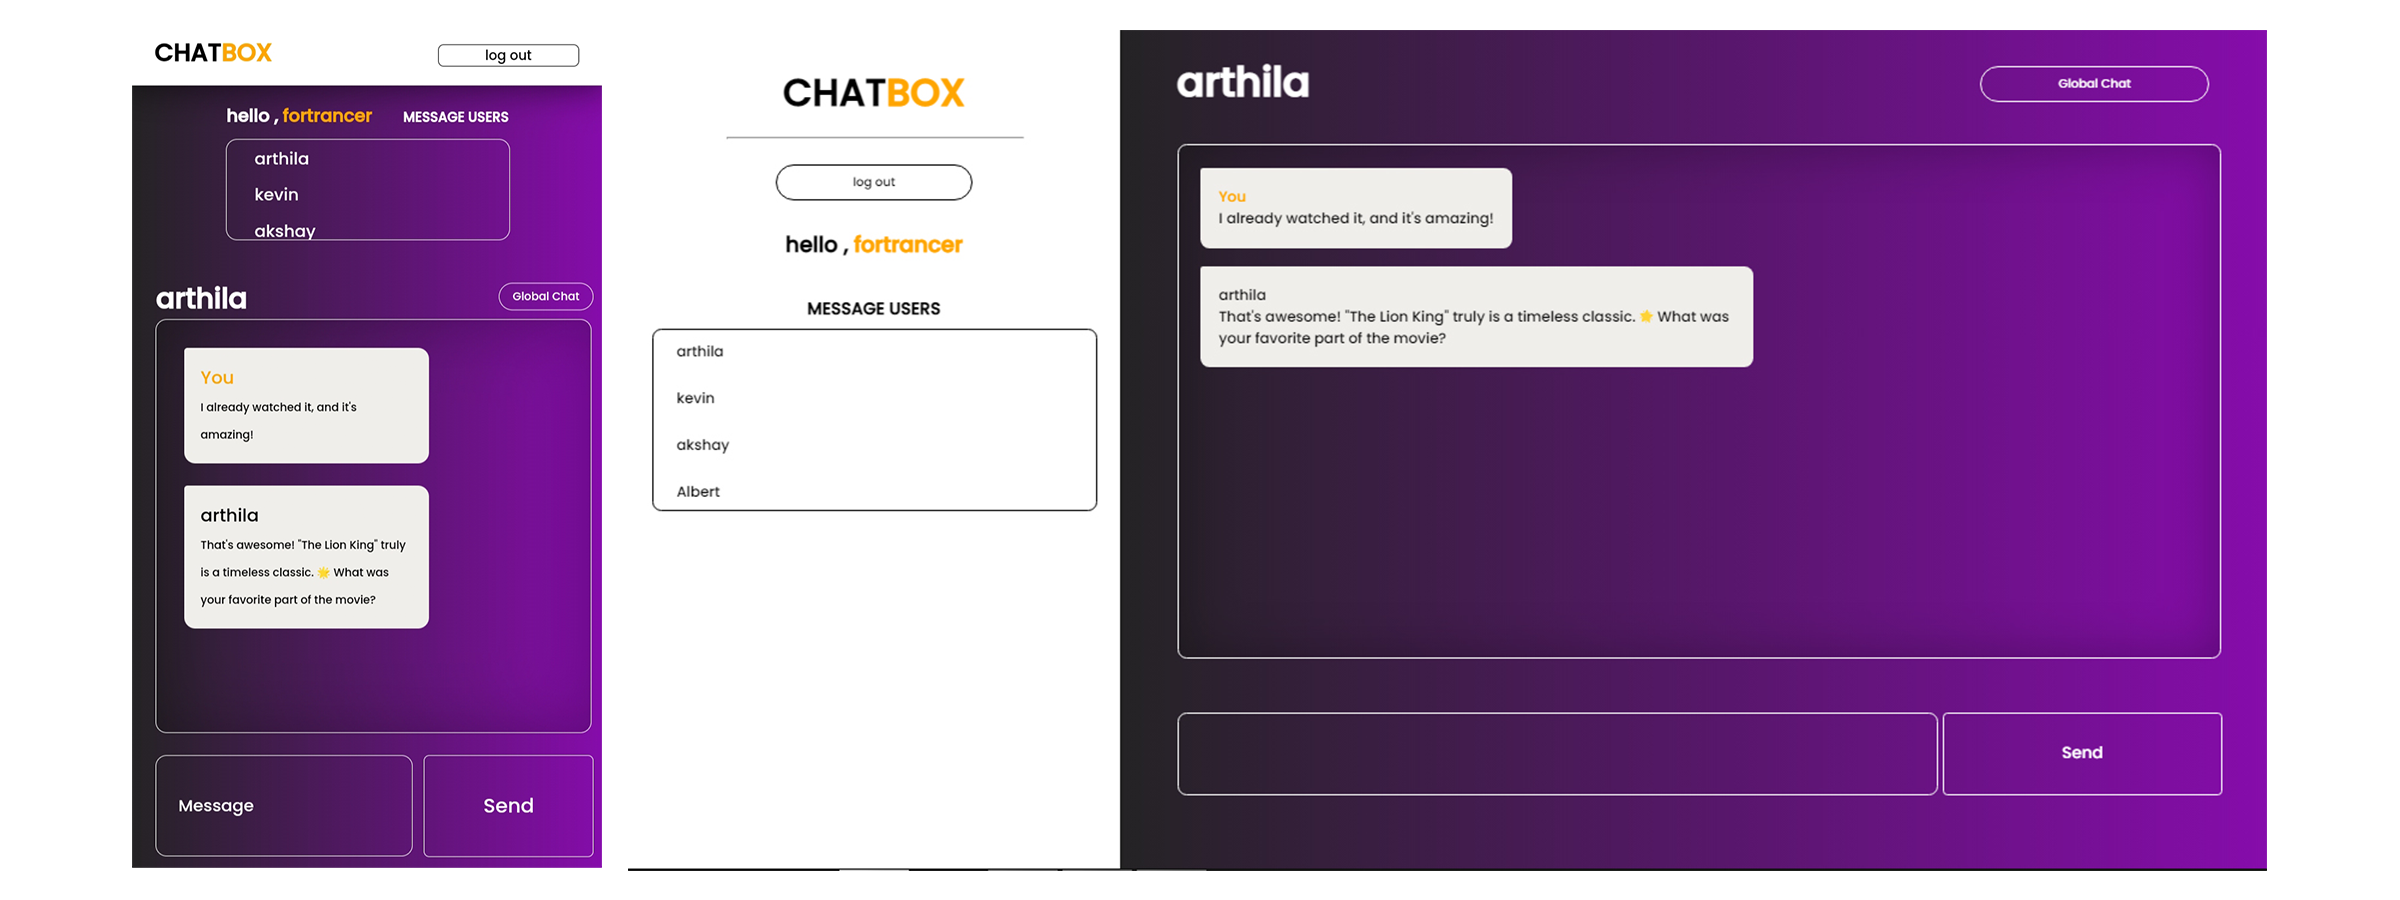 CHATBOX
log out
hello , fortrancer
MESSAGE USERS
arthila
kevin
akshay
arthila
Global Chat
You
I already watched it, and it's
amazing!
arthila
That's awesome! "The Lion King" truly
is a timeless classic. 🌟 What was
your favorite part of the movie?
Message
Send
CHATBOX
log out
hello , fortrancer
MESSAGE USERS
arthila
kevin
akshay
Albert
arthila
Global Chat
You
I already watched it, and it's amazing!
arthila
That's awesome! "The Lion King" truly is a timeless classic. 🌟 What was
your favorite part of the movie?
Send